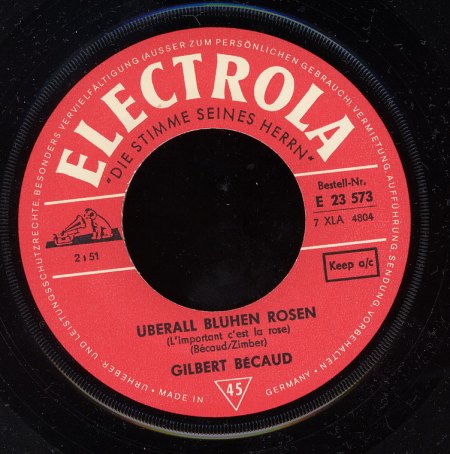 URHEBER- UND LEISTUNGSSCHUTZRECHTE, BESONDERS VERVIELFÄLTIGUNG (AUSSER ZUM PERSÖNLICHEN GEBRAUCH), VERMIETUNG, AUFFÜHRUNG, SENDUNG, VORBEHALTEN
ELECTROLA
"DIE STIMME SEINES HERRN"
Bestell-Nr.
E 23 573
7 XLA 4804
2 : 51
Keep a/c
UBERALL BLUHEN ROSEN
(L'important c'est la rose)
(Bécaud/Zimber)
GILBERT BÉCAUD
45
• MADE IN GERMANY •